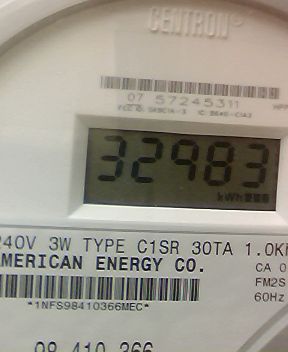 CENTRON®
07 57245311
32983
kWh
240V 3W TYPE C1SR 30TA 1.0K
AMERICAN ENERGY CO.
CA 0
FM2S
60Hz
*1NFS98410366MEC*
98 410 366